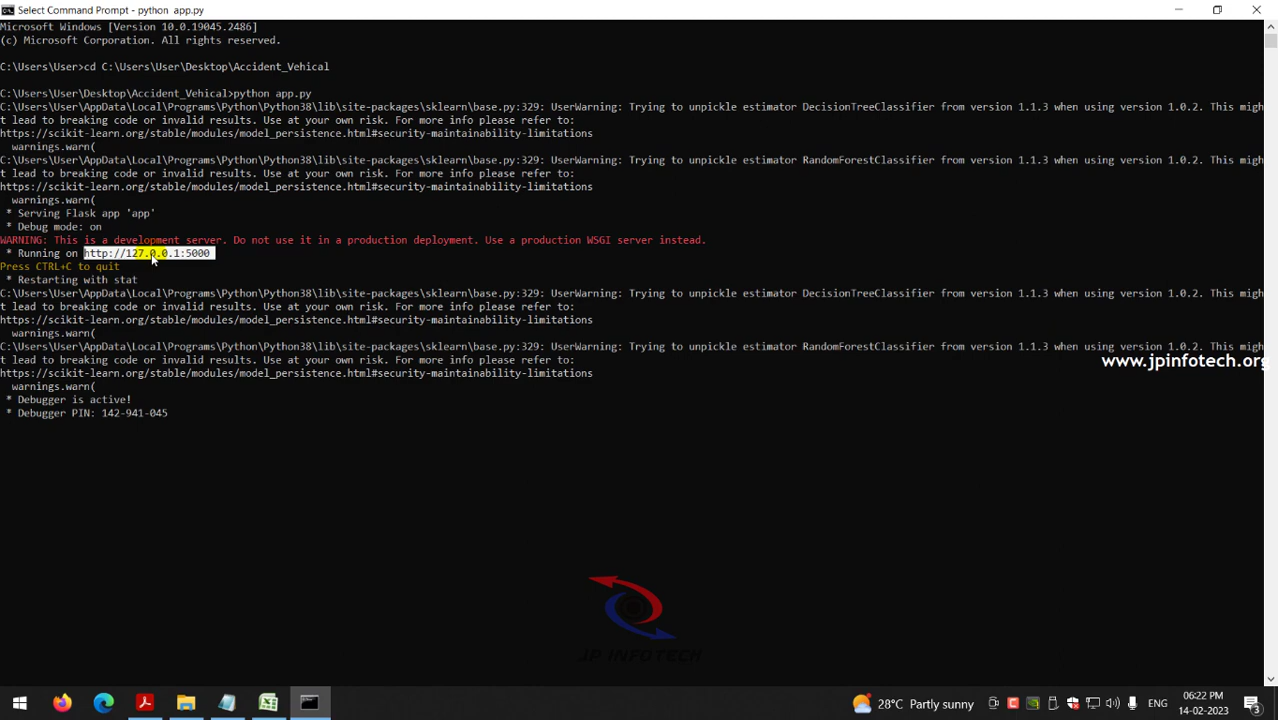 Select Command Prompt - python  app.py
Microsoft Windows [Version 10.0.19045.2486]
(c) Microsoft Corporation. All rights reserved.
C:\Users\User>cd C:\Users\User\Desktop\Accident_Vehical
C:\Users\User\Desktop\Accident_Vehical>python app.py
C:\Users\User\AppData\Local\Programs\Python\Python38\lib\site-packages\sklearn\base.py:329: UserWarning: Trying to unpickle estimator DecisionTreeClassifier from version 1.1.3 when using version 1.0.2. This migh
t lead to breaking code or invalid results. Use at your own risk. For more info please refer to:
https://scikit-learn.org/stable/modules/model_persistence.html#security-maintainability-limitations
warnings.warn(
C:\Users\User\AppData\Local\Programs\Python\Python38\lib\site-packages\sklearn\base.py:329: UserWarning: Trying to unpickle estimator RandomForestClassifier from version 1.1.3 when using version 1.0.2. This migh
t lead to breaking code or invalid results. Use at your own risk. For more info please refer to:
https://scikit-learn.org/stable/modules/model_persistence.html#security-maintainability-limitations
warnings.warn(
* Serving Flask app 'app'
* Debug mode: on
WARNING: This is a development server. Do not use it in a production deployment. Use a production WSGI server instead.
* Running on http://127.0.0.1:5000
Press CTRL+C to quit
* Restarting with stat
C:\Users\User\AppData\Local\Programs\Python\Python38\lib\site-packages\sklearn\base.py:329: UserWarning: Trying to unpickle estimator DecisionTreeClassifier from version 1.1.3 when using version 1.0.2. This migh
t lead to breaking code or invalid results. Use at your own risk. For more info please refer to:
https://scikit-learn.org/stable/modules/model_persistence.html#security-maintainability-limitations
warnings.warn(
C:\Users\User\AppData\Local\Programs\Python\Python38\lib\site-packages\sklearn\base.py:329: UserWarning: Trying to unpickle estimator RandomForestClassifier from version 1.1.3 when using version 1.0.2. This migh
t lead to breaking code or invalid results. Use at your own risk. For more info please refer to:
www.jpinfotech.org
https://scikit-learn.org/stable/modules/model_persistence.html#security-maintainability-limitations
warnings.warn(
* Debugger is active!
* Debugger PIN: 142-941-045
JP INFOTECH
28°C Partly sunny
ENG
06:22 PM
14-02-2023
3